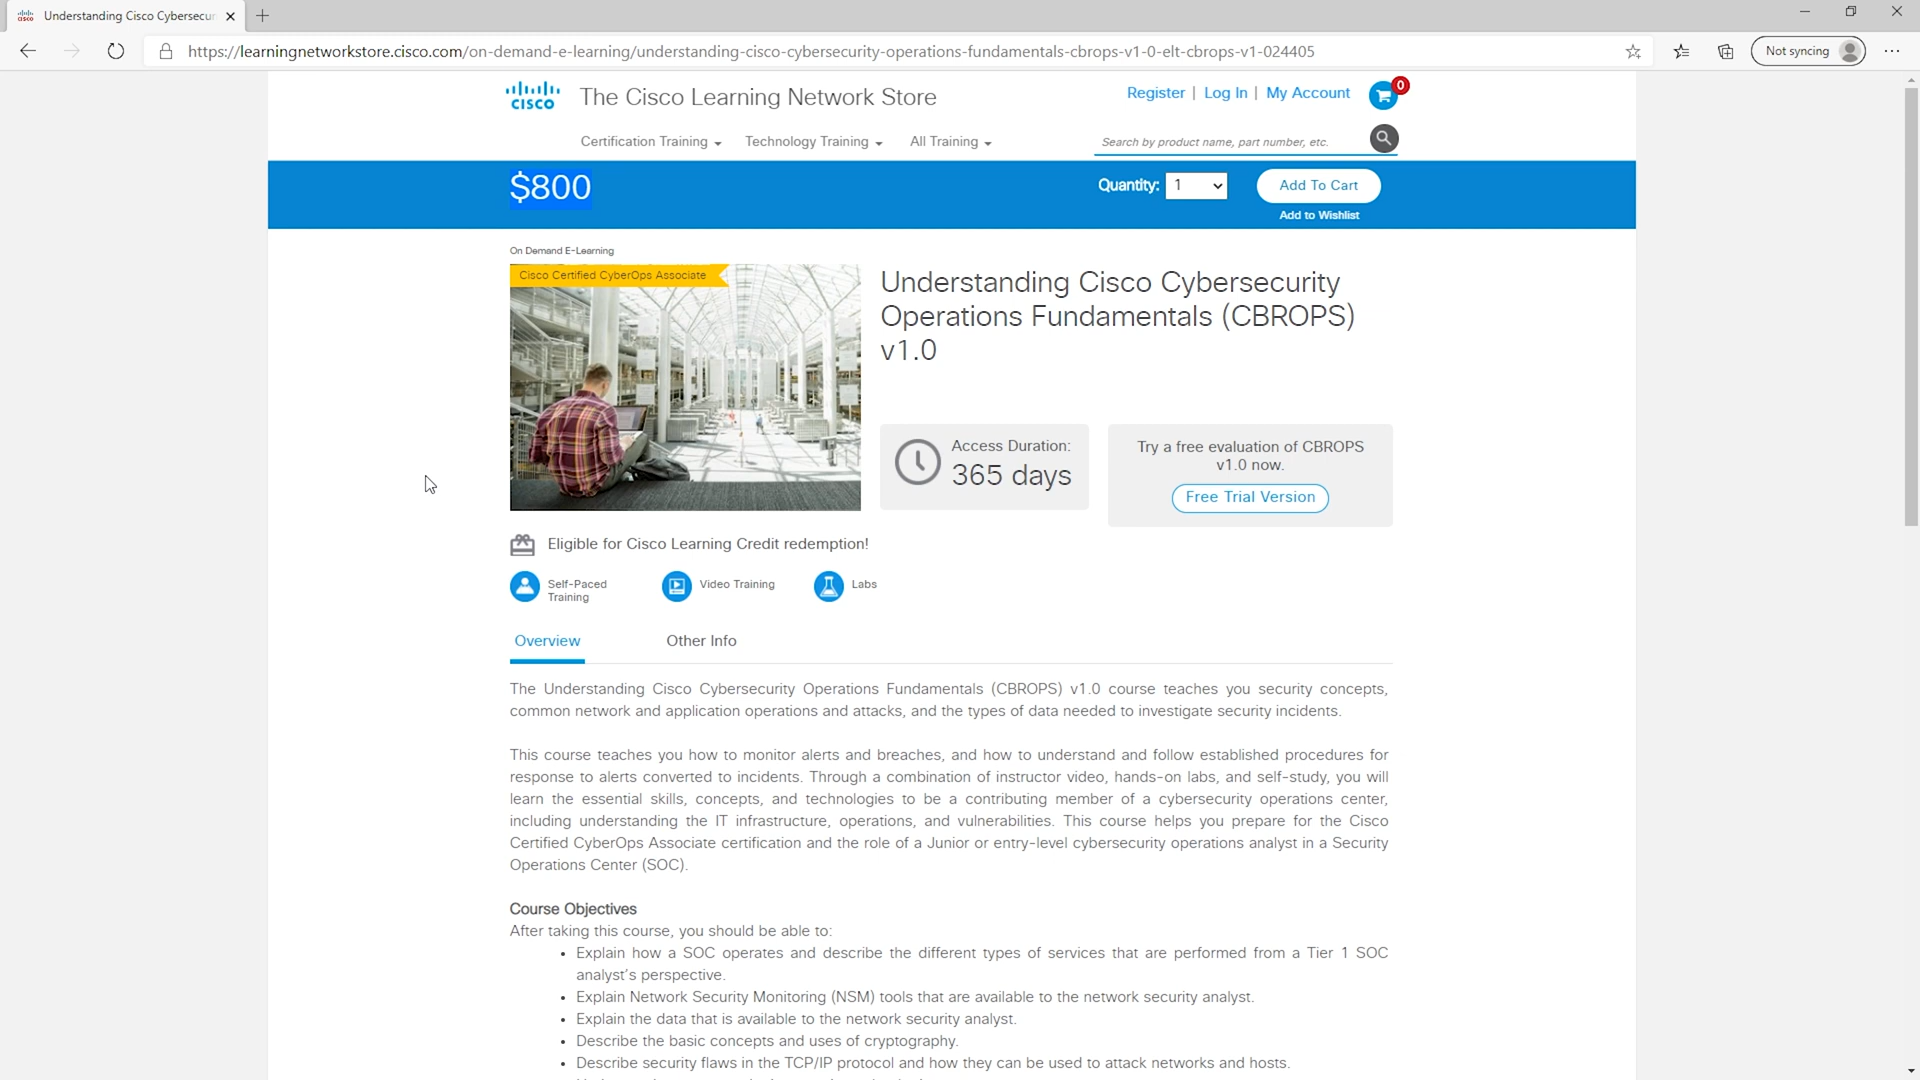 Understanding Cisco Cybersecur
https://learningnetworkstore.cisco.com/on-demand-e-learning/understanding-cisco-cybersecurity-operations-fundamentals-cbrops-v1-0-elt-cbrops-v1-024405
Not syncing
cisco
The Cisco Learning Network Store
Register | Log In | My Account
0
Certification Training
Technology Training
All Training
Search by product name, part number, etc.
$800
Quantity: 1
Add To Cart
Add to Wishlist
On Demand E-Learning
Cisco Certified CyberOps Associate
Understanding Cisco Cybersecurity
Operations Fundamentals (CBROPS)
v1.0
Access Duration:
365 days
Try a free evaluation of CBROPS
v1.0 now.
Free Trial Version
Eligible for Cisco Learning Credit redemption!
Self-Paced
Training
Video Training
Labs
Overview
Other Info
The Understanding Cisco Cybersecurity Operations Fundamentals (CBROPS) v1.0 course teaches you security concepts,
common network and application operations and attacks, and the types of data needed to investigate security incidents.
This course teaches you how to monitor alerts and breaches, and how to understand and follow established procedures for
response to alerts converted to incidents. Through a combination of instructor video, hands-on labs, and self-study, you will
learn the essential skills, concepts, and technologies to be a contributing member of a cybersecurity operations center,
including understanding the IT infrastructure, operations, and vulnerabilities. This course helps you prepare for the Cisco
Certified CyberOps Associate certification and the role of a Junior or entry-level cybersecurity operations analyst in a Security
Operations Center (SOC).
Course Objectives
After taking this course, you should be able to:
• Explain how a SOC operates and describe the different types of services that are performed from a Tier 1 SOC
analyst's perspective.
• Explain Network Security Monitoring (NSM) tools that are available to the network security analyst.
• Explain the data that is available to the network security analyst.
• Describe the basic concepts and uses of cryptography.
• Describe security flaws in the TCP/IP protocol and how they can be used to attack networks and hosts.